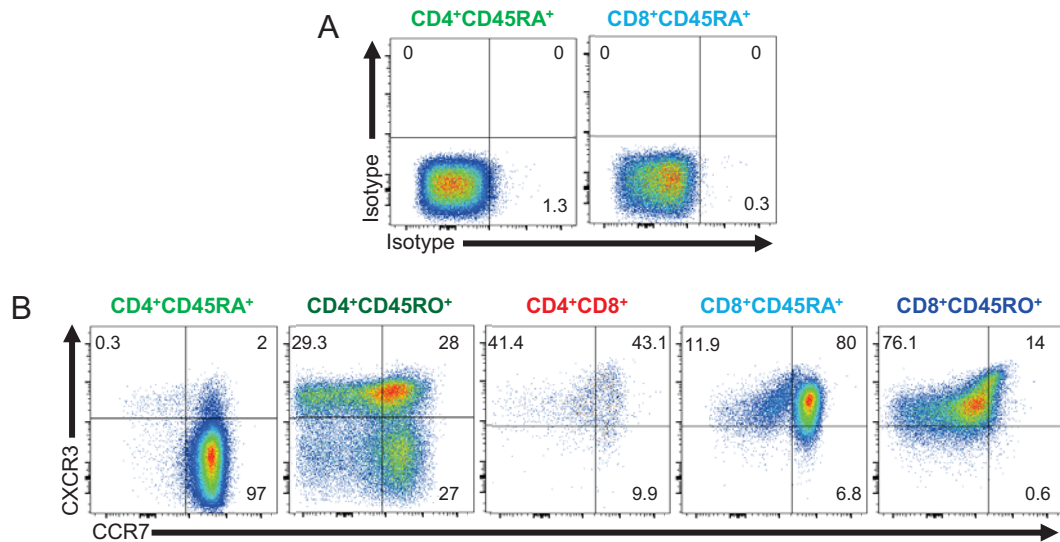 A
CD4⁺CD45RA⁺ CD8⁺CD45RA⁺
0 0 0 0
1.3 0.3
Isotype
Isotype
B
CD4⁺CD45RA⁺ CD4⁺CD45RO⁺ CD4⁺CD8⁺ CD8⁺CD45RA⁺ CD8⁺CD45RO⁺
0.3 2 29.3 28 41.4 43.1 11.9 80 76.1 14
97 27 9.9 6.8 0.6
CXCR3
CCR7